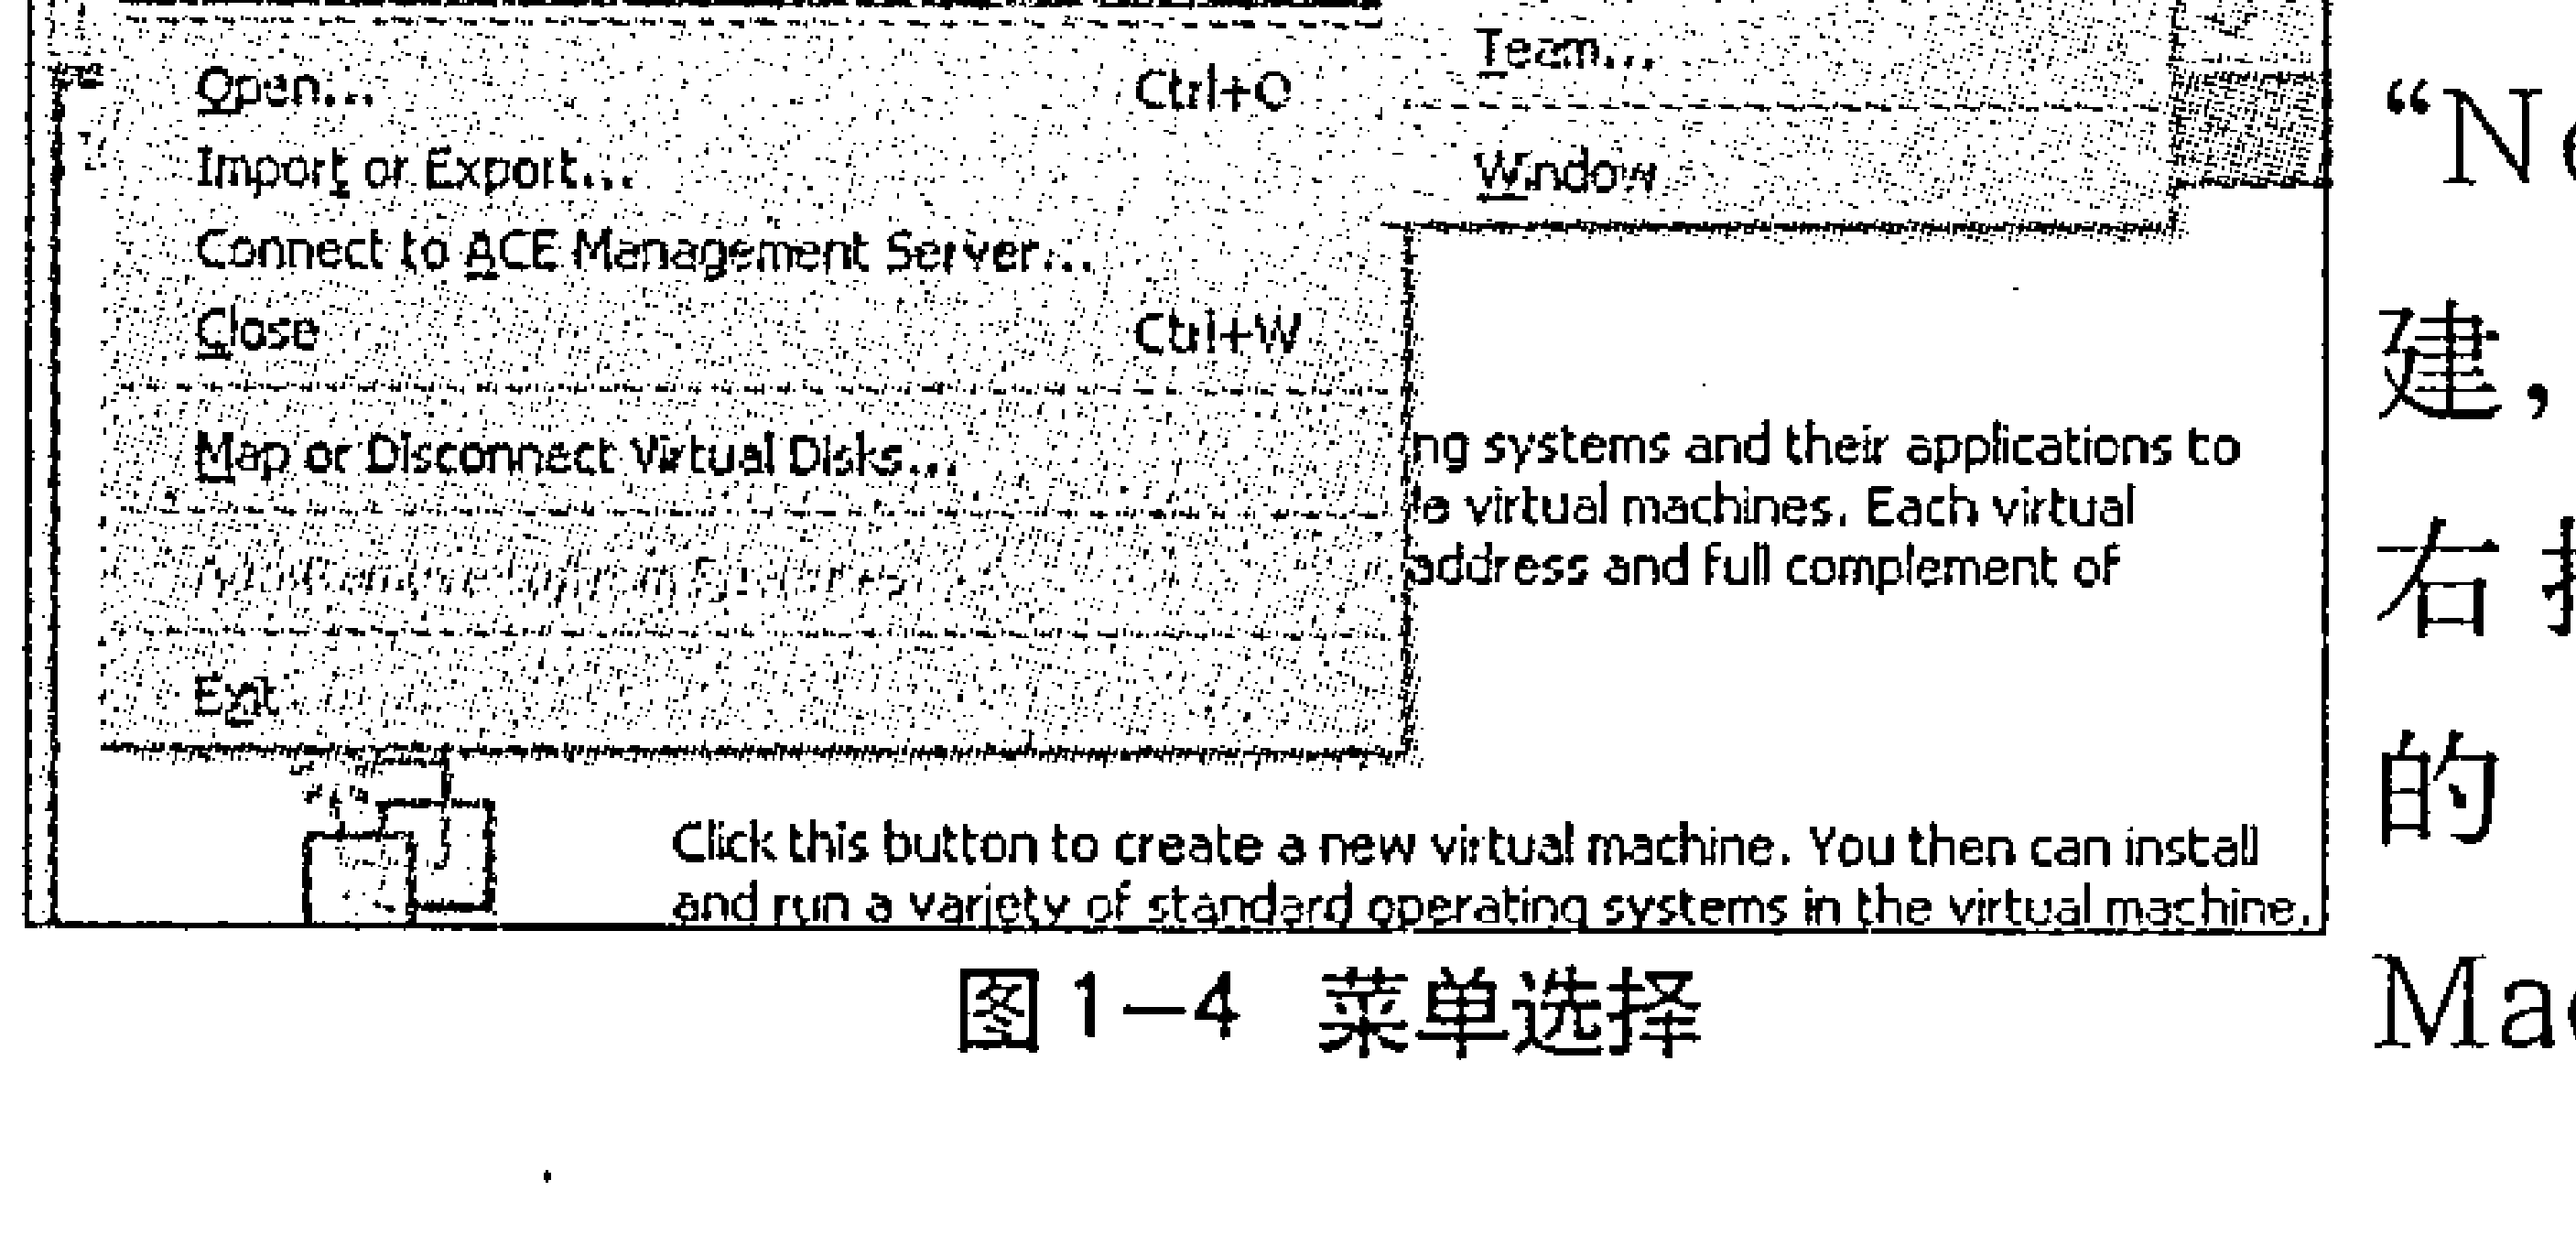 Open... Ctrl+O
Import or Export...
Connect to ACE Management Server...
Close Ctrl+W
Map or Disconnect Virtual Disks...
Exit
Team...
Window
ng systems and their applications to
le virtual machines. Each virtual
address and full complement of
Click this button to create a new virtual machine. You then can install
and run a variety of standard operating systems in the virtual machine.
图 1－4 菜单选择
“Ne
建，
右
的
Mac